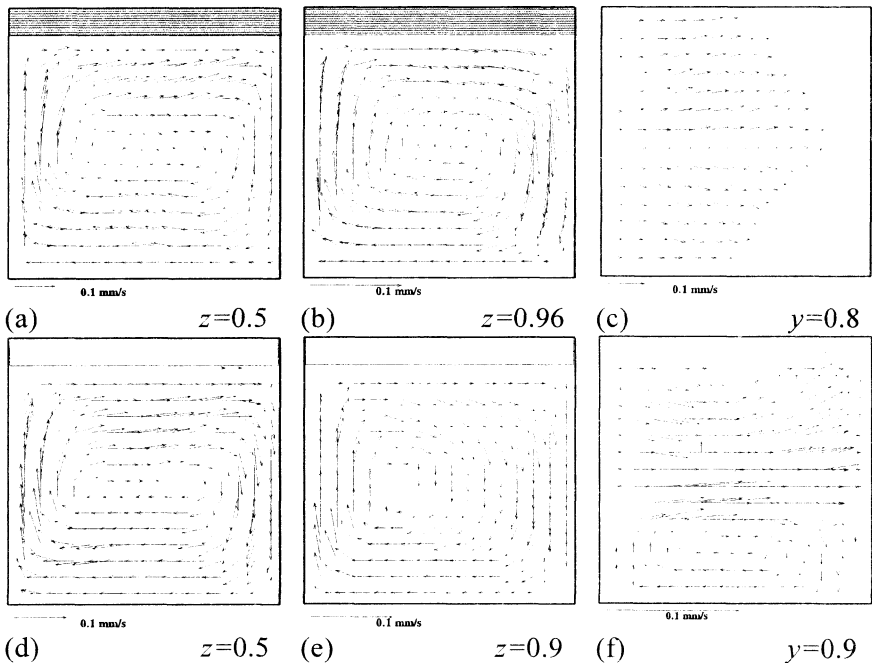 0.1 mm/s 0.1 mm/s 0.1 mm/s
(a) z=0.5 (b) z=0.96 (c) y=0.8
0.1 mm/s 0.1 mm/s 0.1 mm/s
(d) z=0.5 (e) z=0.9 (f) y=0.9